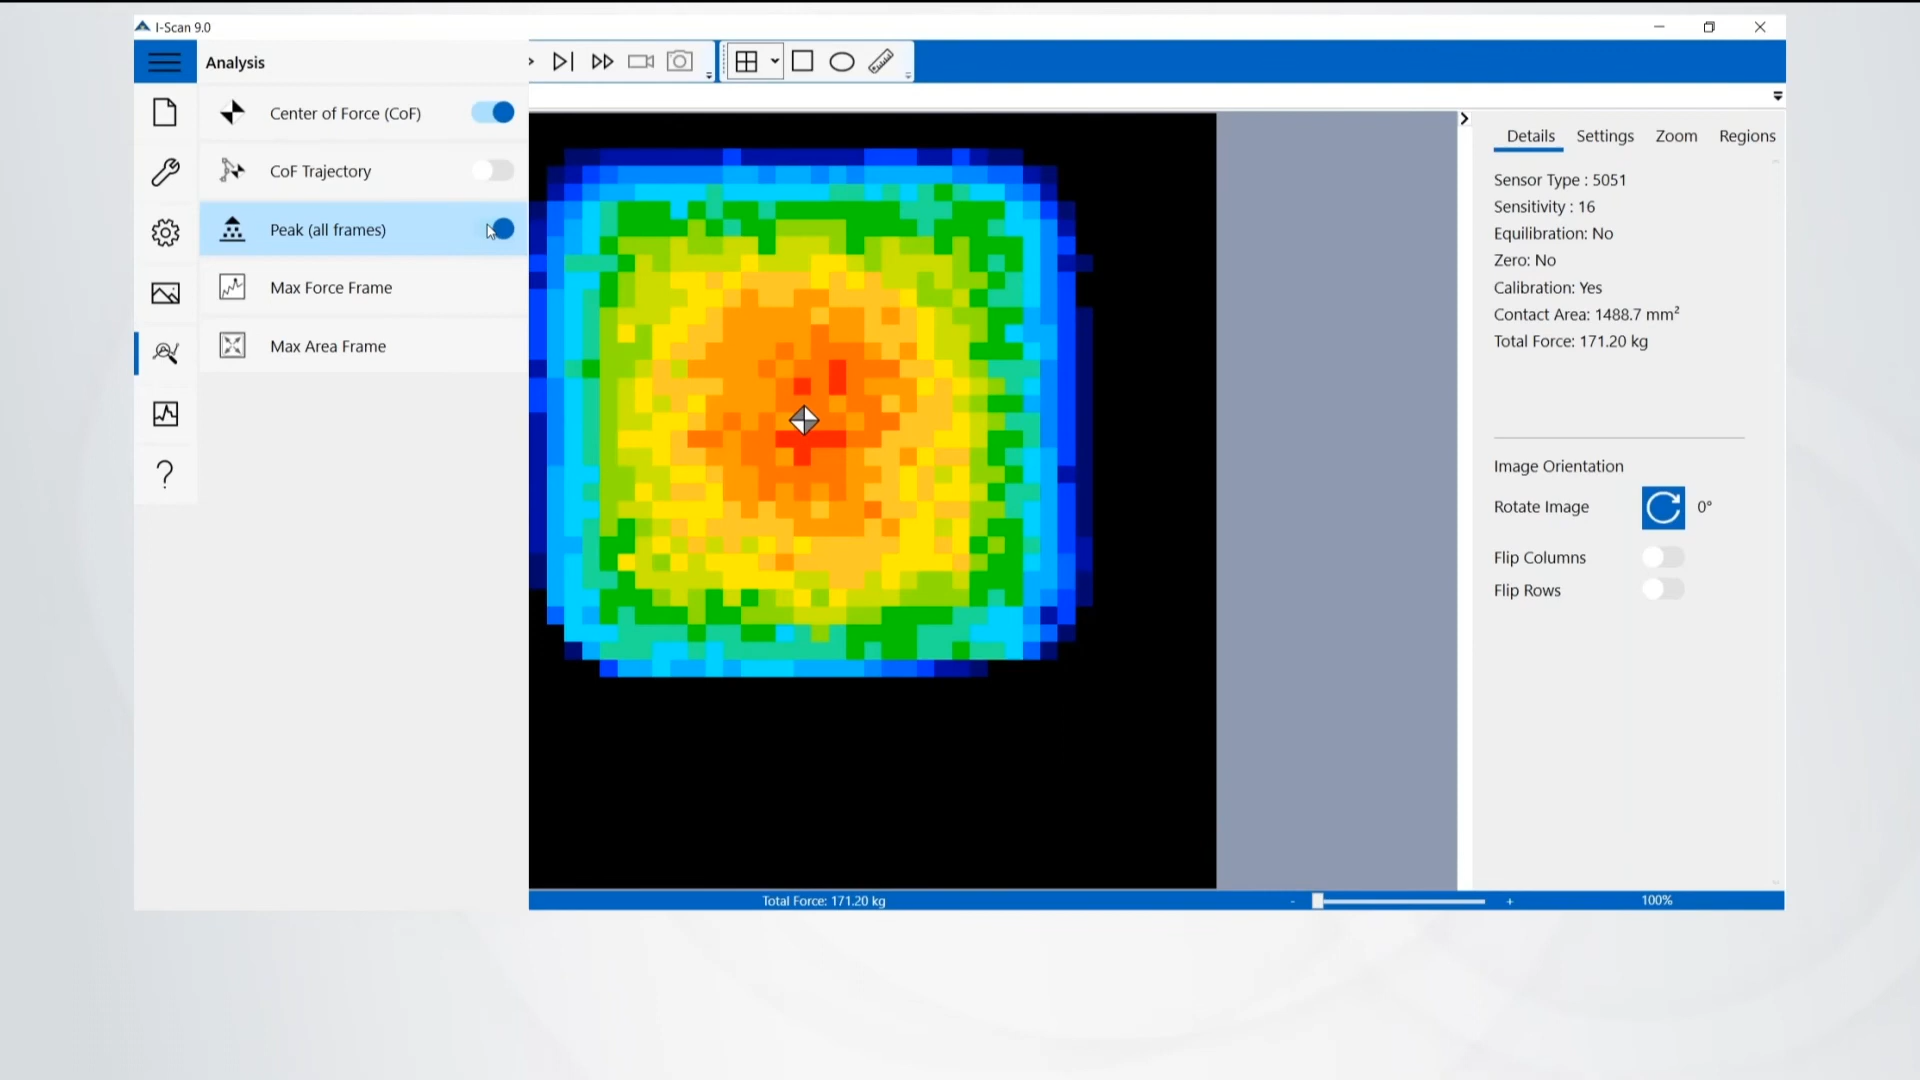 I-Scan 9.0
Analysis
Center of Force (CoF)
CoF Trajectory
Peak (all frames)
Max Force Frame
Max Area Frame
Details Settings Zoom Regions
Sensor Type : 5051
Sensitivity : 16
Equilibration: No
Zero: No
Calibration: Yes
Contact Area: 1488.7 mm²
Total Force: 171.20 kg
Image Orientation
Rotate Image 0°
Flip Columns
Flip Rows
Total Force: 171.20 kg - + 100%